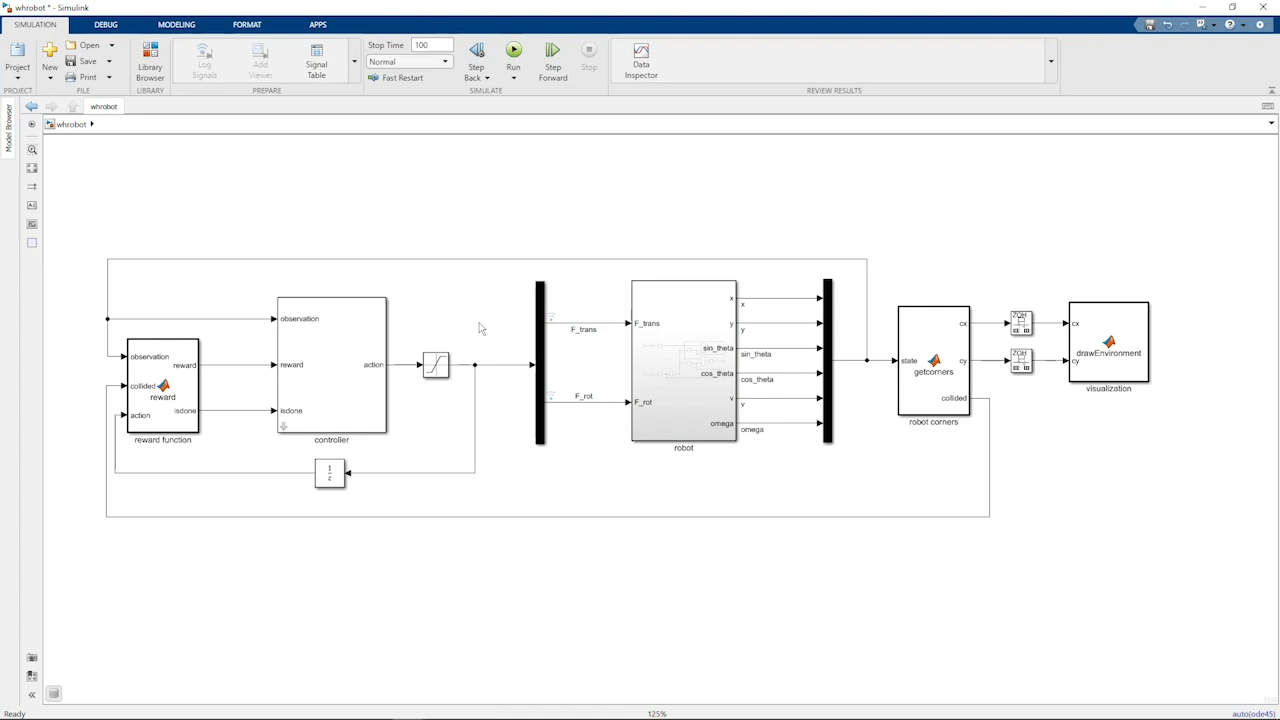 whrobot * - Simulink
SIMULATION DEBUG MODELING FORMAT APPS
Project
New
Open
Save
Print
Library
Browser
Log
Signals
Add
Viewer
Signal
Table
Stop Time 100
Normal
Fast Restart
Step
Back
Run
Step
Forward
Stop
Data
Inspector
PROJECT FILE LIBRARY PREPARE SIMULATE REVIEW RESULTS
whrobot
Model Browser
whrobot
observation
collided
action
reward
isdone
reward
reward function
observation
reward
isdone
action
controller
1
z
F_trans
F_rot
F_trans
F_rot
x
y
sin_theta
cos_theta
v
omega
robot
x
y
sin_theta
cos_theta
v
omega
state
getcorners
cx
cy
collided
robot corners
ZOH
ZOH
cx
cy
drawEnvironment
visualization
Ready
125%
auto(ode45)